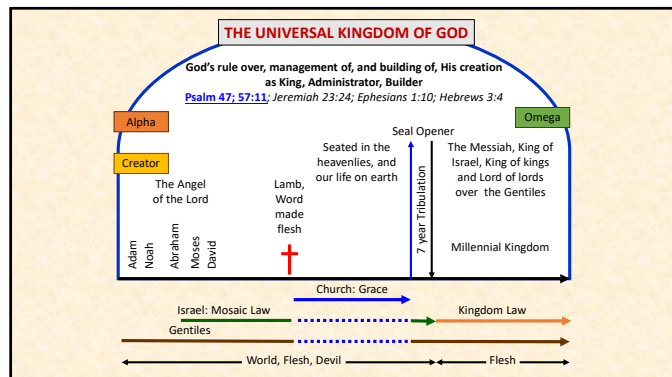 THE UNIVERSAL KINGDOM OF GOD
God's rule over, management of, and building of, His creation
as King, Administrator, Builder
Psalm 47; 57:11; Jeremiah 23:24; Ephesians 1:10; Hebrews 3:4
Alpha
Omega
Creator
The Angel
of the Lord
Adam
Noah
Abraham
Moses
David
Lamb,
Word
made
flesh
Seated in the
heavenlies, and
our life on earth
Seal Opener
7 year Tribulation
The Messiah, King of
Israel, King of kings
and Lord of lords
over the Gentiles
Millennial Kingdom
Church: Grace
Israel: Mosaic Law
Kingdom Law
Gentiles
World, Flesh, Devil
Flesh